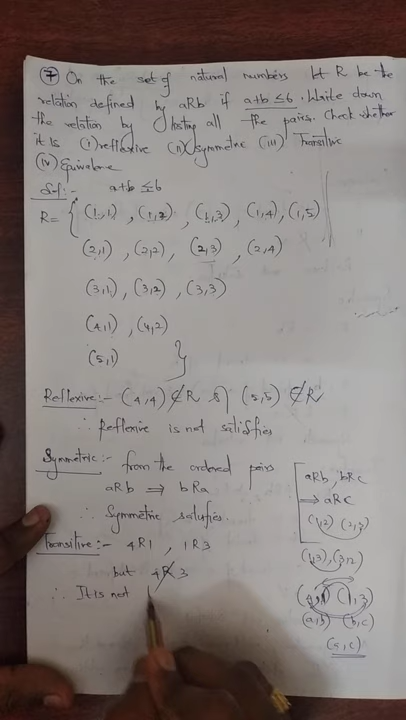 7 On the set of natural numbers let R be the
relation defined by aRb if a+b ≤ 6. Write down
the relation by listing all the pairs. Check whether
it is (i) reflexive (ii) symmetric (iii) Transitive
(iv) Equivalence
Sol:- a+b ≤ 6
R = { (1,1), (1,2), (1,3), (1,4), (1,5)
(2,1), (2,2), (2,3), (2,4)
(3,1), (3,2), (3,3)
(4,1), (4,2)
(5,1) }
Reflexive:- (4,4) ∉ R & (5,5) ∉ R
∴ Reflexive is not satisfies
Symmetric:- from the ordered pairs
aRb ⇒ bRa
∴ Symmetric satisfies.
Transitive:- 4R1, 1R3
but 4R̸3
∴ It is not
aRb, bRc
⇒ aRc
(1,2) (2,3)
(1,3), (3,2)
(4,1) (1,3)
(a,b) (b,c)
(a,c)